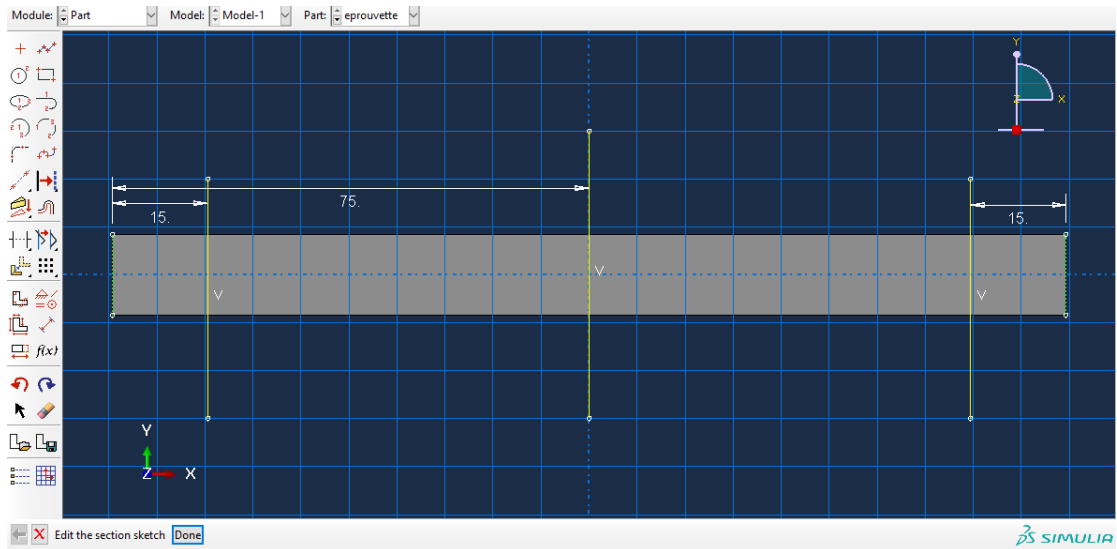 Module: Part Model: Model-1 Part: eprouvette
Y
X
Z
75.
15.
15.
V
V
V
f(x)
Y
Z X
Edit the section sketch Done
SIMULIA